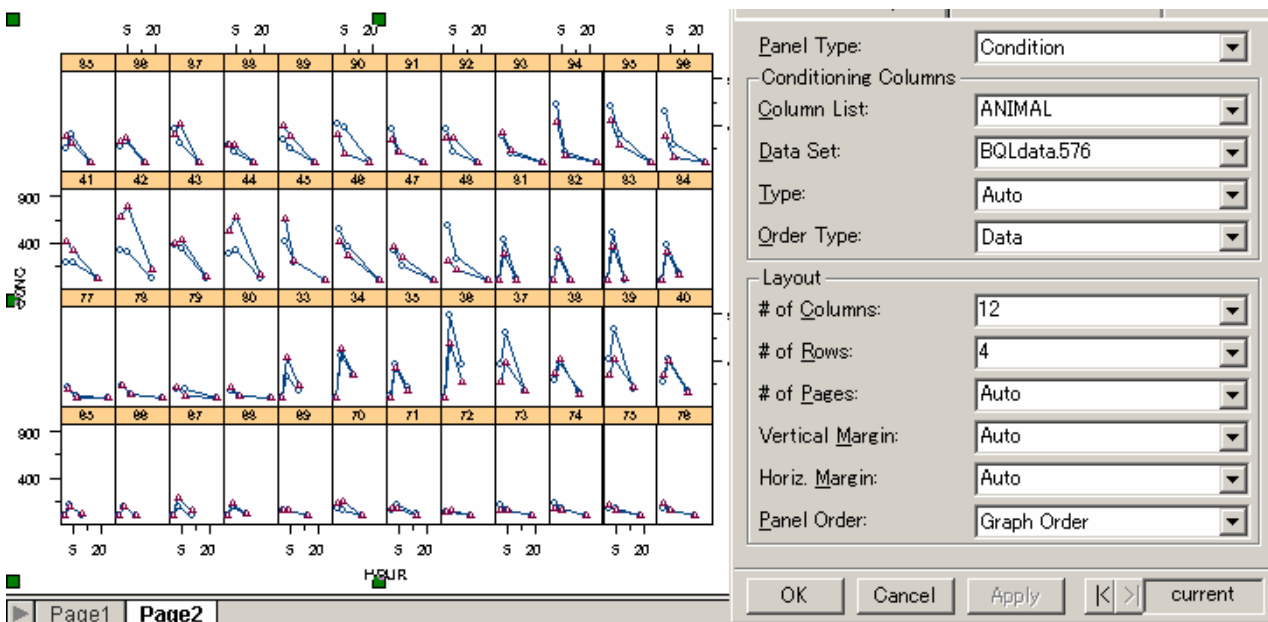 5 20 5 20 5 20 5 20 5 20 5 20
85 86 87 88 89 90 91 92 93 94 95 96
41 42 43 44 45 46 47 48 81 82 83 84
900
400
CONC
77 78 79 80 33 34 35 36 37 38 39 40
65 66 67 68 69 70 71 72 73 74 75 76
900
400
5 20 5 20 5 20 5 20
HOUR
Page1 Page2
Panel Type: Condition
Conditioning Columns
Column List: ANIMAL
Data Set: BQLdata.576
Type: Auto
Order Type: Data
Layout
# of Columns: 12
# of Rows: 4
# of Pages: Auto
Vertical Margin: Auto
Horiz. Margin: Auto
Panel Order: Graph Order
OK Cancel Apply current